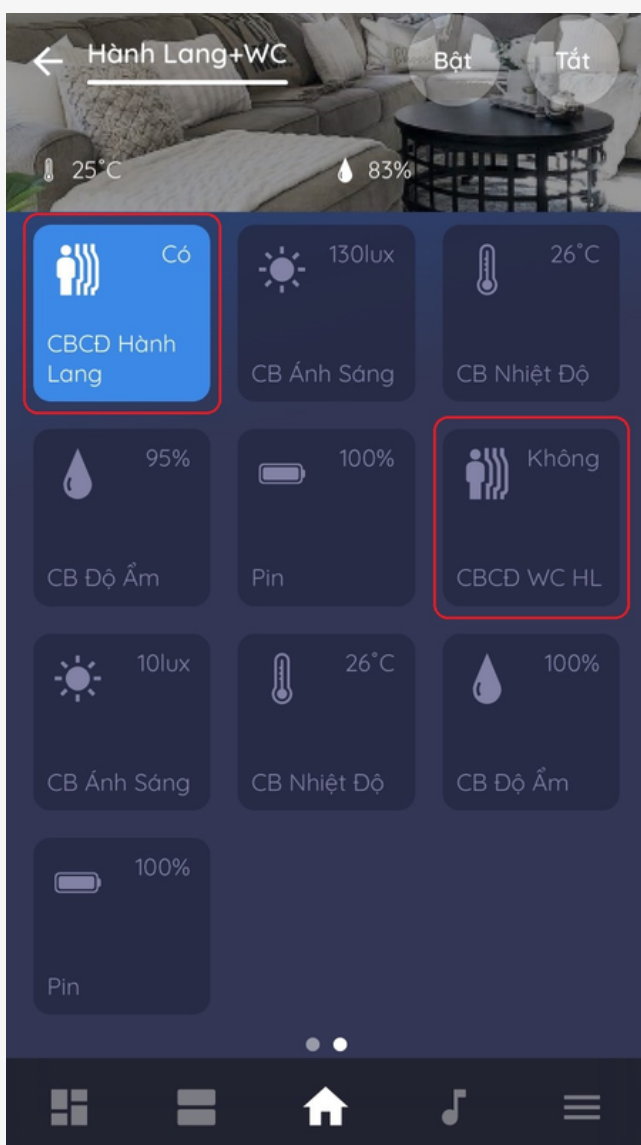 Hành Lang+WC
Bật
Tắt
25°C
83%
Có
CBCĐ Hành
Lang
130lux
CB Ánh Sáng
26°C
CB Nhiệt Độ
95%
CB Độ Ẩm
100%
Pin
Không
CBCĐ WC HL
10lux
CB Ánh Sáng
26°C
CB Nhiệt Độ
100%
CB Độ Ẩm
100%
Pin